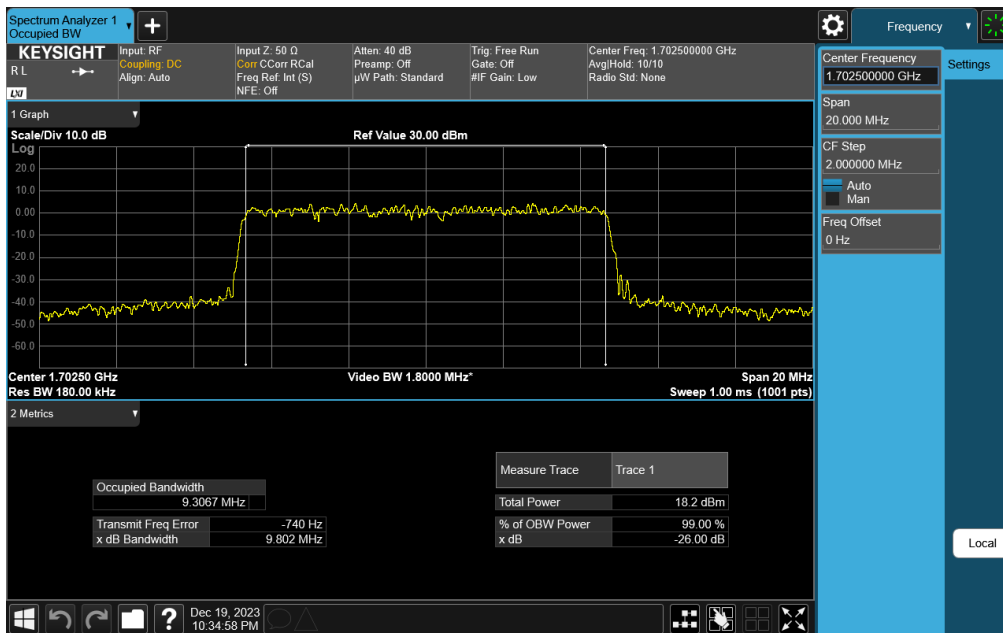 Spectrum Analyzer 1
Occupied BW
Frequency
KEYSIGHT
R L
LXI
Input: RF
Coupling: DC
Align: Auto
Input Z: 50 Ω
Corr CCorr RCal
Freq Ref: Int (S)
NFE: Off
Atten: 40 dB
Preamp: Off
µW Path: Standard
Trig: Free Run
Gate: Off
#IF Gain: Low
Center Freq: 1.702500000 GHz
Avg|Hold: 10/10
Radio Std: None
Center Frequency
1.702500000 GHz
Settings
Span
20.000 MHz
CF Step
2.000000 MHz
Auto
Man
Freq Offset
0 Hz
Local
1 Graph
Scale/Div 10.0 dB
Ref Value 30.00 dBm
Log
20.0
10.0
0.00
-10.0
-20.0
-30.0
-40.0
-50.0
-60.0
Center 1.70250 GHz
Video BW 1.8000 MHz*
Span 20 MHz
Res BW 180.00 kHz
Sweep 1.00 ms (1001 pts)
2 Metrics
Measure Trace Trace 1
Occupied Bandwidth
9.3067 MHz
Total Power 18.2 dBm
Transmit Freq Error -740 Hz
% of OBW Power 99.00 %
x dB Bandwidth 9.802 MHz
x dB -26.00 dB
?
Dec 19, 2023
10:34:58 PM